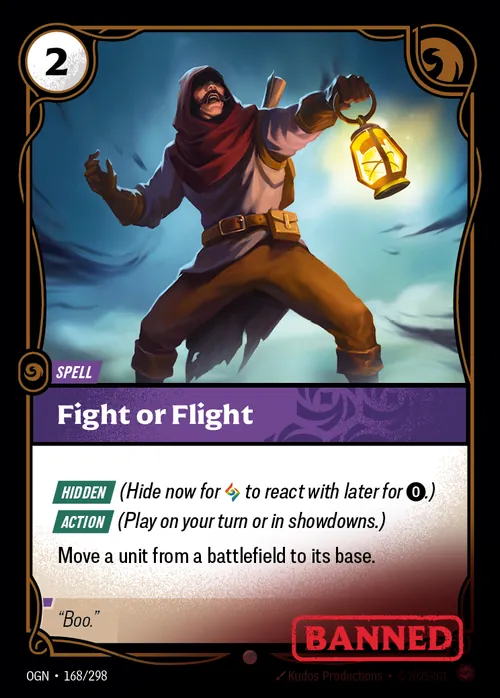 2
SPELL
Fight or Flight
HIDDEN (Hide now for to react with later for 0.)
ACTION (Play on your turn or in showdowns.)
Move a unit from a battlefield to its base.
“Boo.”
BANNED
OGN • 168/298
Kudos Productions